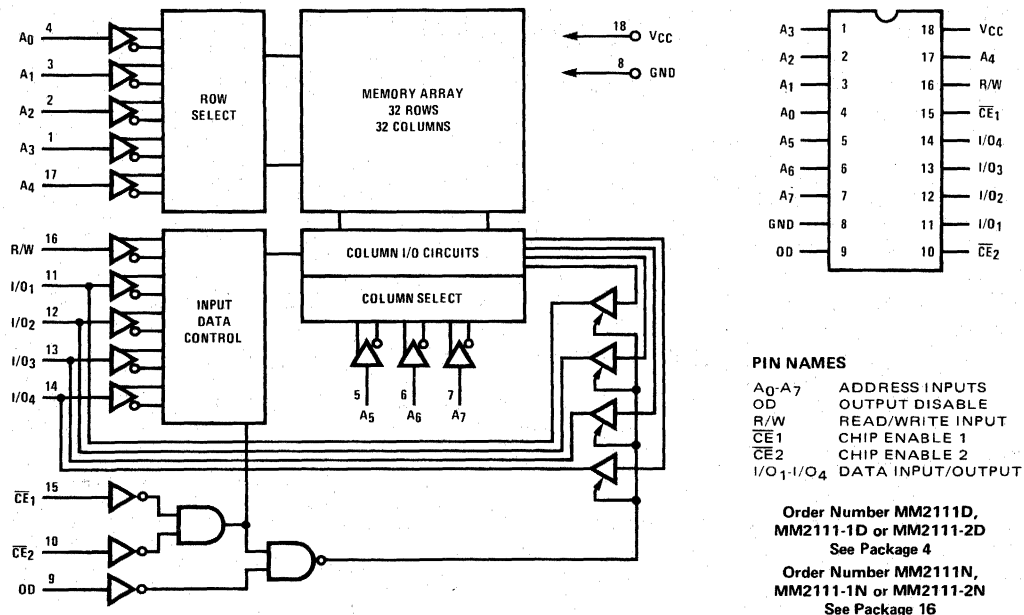 A0 4
A1 3
A2 2
A3 1
A4 17
ROW
SELECT
MEMORY ARRAY
32 ROWS
32 COLUMNS
18 VCC
8 GND
R/W 16
I/O1 11
I/O2 12
I/O3 13
I/O4 14
INPUT
DATA
CONTROL
COLUMN I/O CIRCUITS
COLUMN SELECT
5 6 7
A5 A6 A7
CE1 15
CE2 10
OD 9
A3 1 18 VCC
A2 2 17 A4
A1 3 16 R/W
A0 4 15 CE1
A5 5 14 I/O4
A6 6 13 I/O3
A7 7 12 I/O2
GND 8 11 I/O1
OD 9 10 CE2
PIN NAMES
A0-A7 ADDRESS INPUTS
OD OUTPUT DISABLE
R/W READ/WRITE INPUT
CE1 CHIP ENABLE 1
CE2 CHIP ENABLE 2
I/O1-I/O4 DATA INPUT/OUTPUT
Order Number MM2111D,
MM2111-1D or MM2111-2D
See Package 4
Order Number MM2111N,
MM2111-1N or MM2111-2N
See Package 16